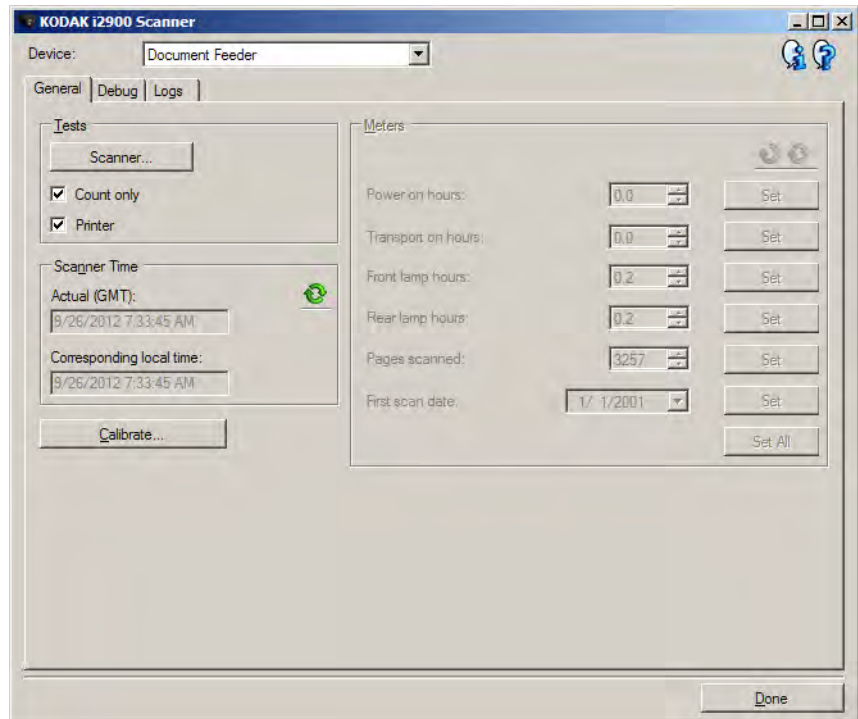 KODAK i2900 Scanner
Device: Document Feeder
General Debug Logs
Tests
Scanner...
Count only
Printer
Scanner Time
Actual (GMT):
9/26/2012 7:33:45 AM
Corresponding local time:
9/26/2012 7:33:45 AM
Calibrate...
Meters
Power on hours: 0.0 Set
Transport on hours: 0.0 Set
Front lamp hours: 0.2 Set
Rear lamp hours: 0.2 Set
Pages scanned: 3257 Set
First scan date: 1/ 1/2001 Set
Set All
Done